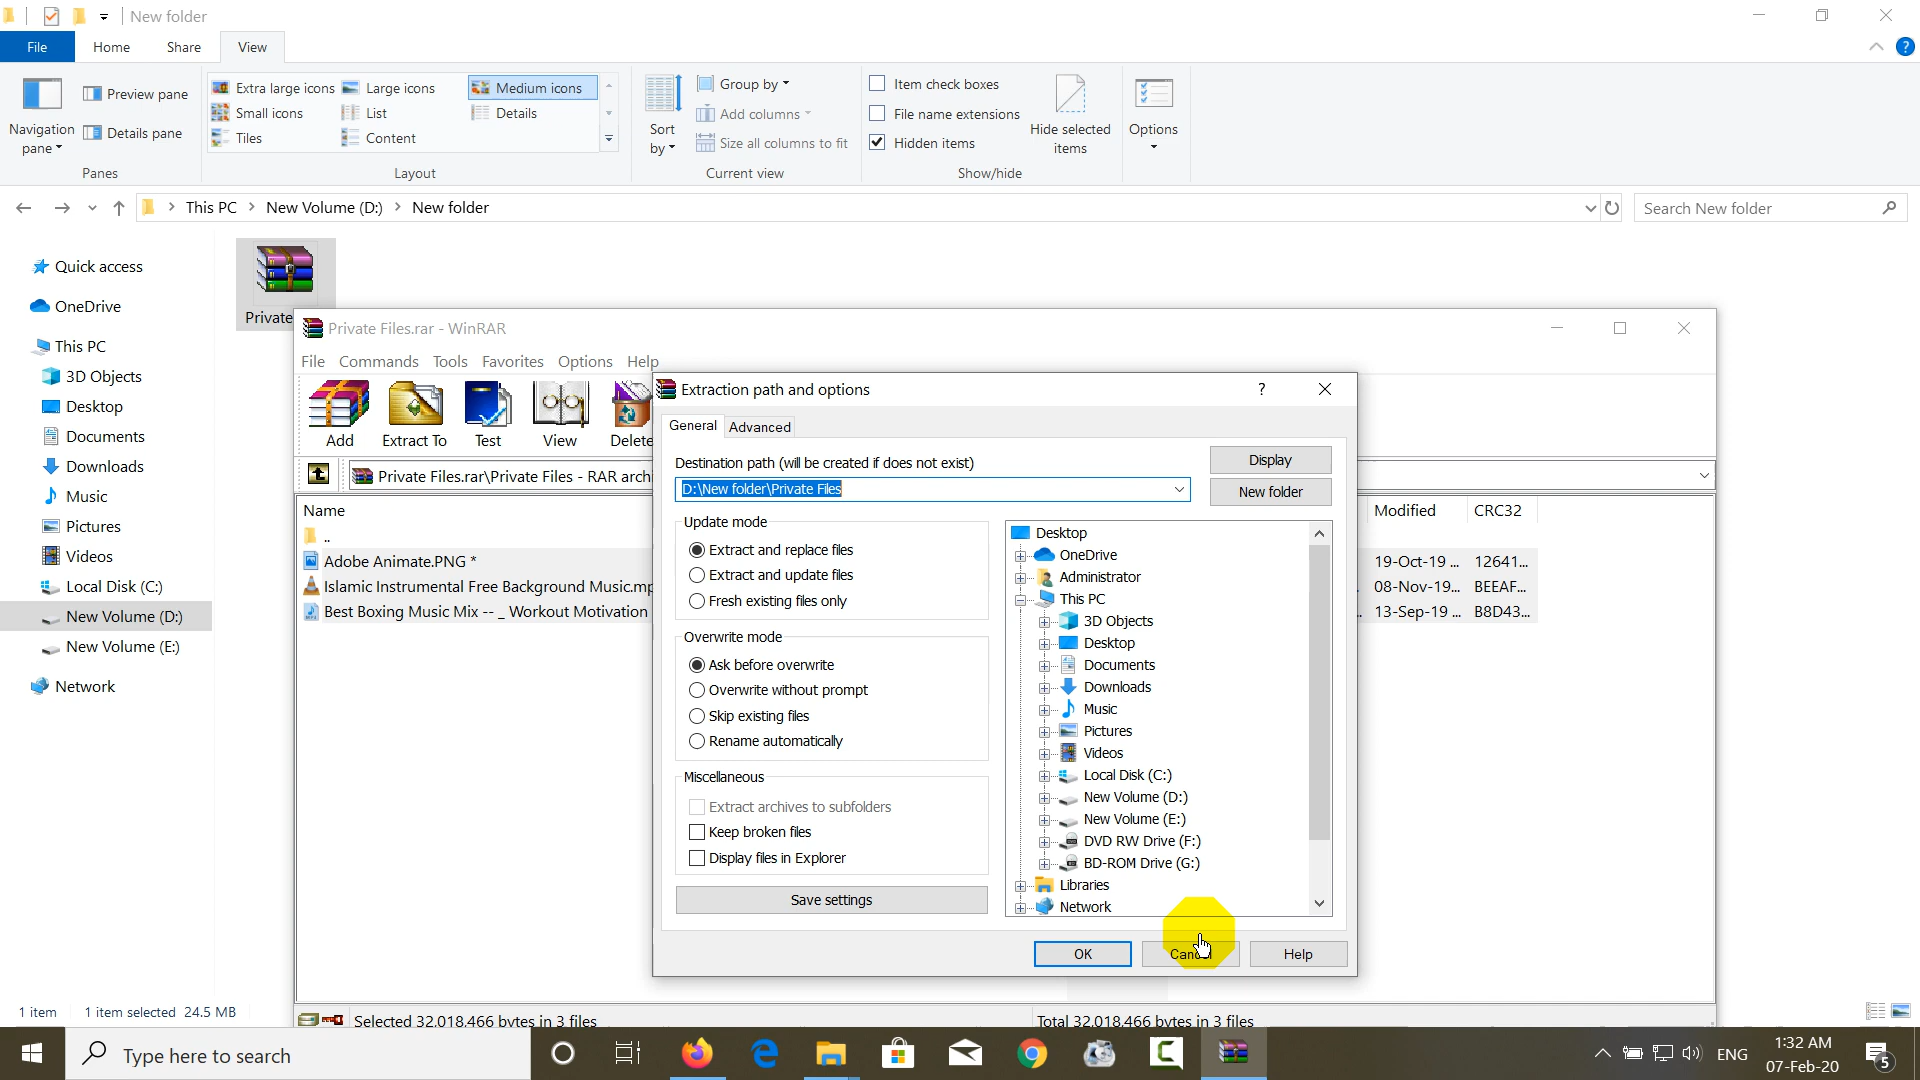 New folder
File Home Share View
Navigation pane
Preview pane
Details pane
Panes
Extra large icons Large icons Medium icons
Small icons List Details
Tiles Content
Layout
Sort by
Group by
Add columns
Size all columns to fit
Current view
Item check boxes
File name extensions
Hidden items
Hide selected items
Show/hide
Options
This PC New Volume (D:) New folder
Search New folder
Quick access
OneDrive
This PC
3D Objects
Desktop
Documents
Downloads
Music
Pictures
Videos
Local Disk (C:)
New Volume (D:)
New Volume (E:)
Network
Private
Private Files.rar - WinRAR
File Commands Tools Favorites Options Help
Add Extract To Test View Delete
Private Files.rar\Private Files - RAR archi
Name Modified CRC32
..
Adobe Animate.PNG * 19-Oct-19 ... 12641...
Islamic Instrumental Free Background Music.mp 08-Nov-19... BEEAF...
Best Boxing Music Mix -- _ Workout Motivation 13-Sep-19 ... B8D43...
Extraction path and options ?
General Advanced
Destination path (will be created if does not exist)
D:\New folder\Private Files
Display
New folder
Update mode
Extract and replace files
Extract and update files
Fresh existing files only
Overwrite mode
Ask before overwrite
Overwrite without prompt
Skip existing files
Rename automatically
Miscellaneous
Extract archives to subfolders
Keep broken files
Display files in Explorer
Save settings
Desktop
OneDrive
Administrator
This PC
3D Objects
Desktop
Documents
Downloads
Music
Pictures
Videos
Local Disk (C:)
New Volume (D:)
New Volume (E:)
DVD RW Drive (F:)
BD-ROM Drive (G:)
Libraries
Network
OK Cancel Help
Selected 32,018,466 bytes in 3 files Total 32,018,466 bytes in 3 files
1 item 1 item selected 24.5 MB
Type here to search
ENG
1:32 AM
07-Feb-20
5